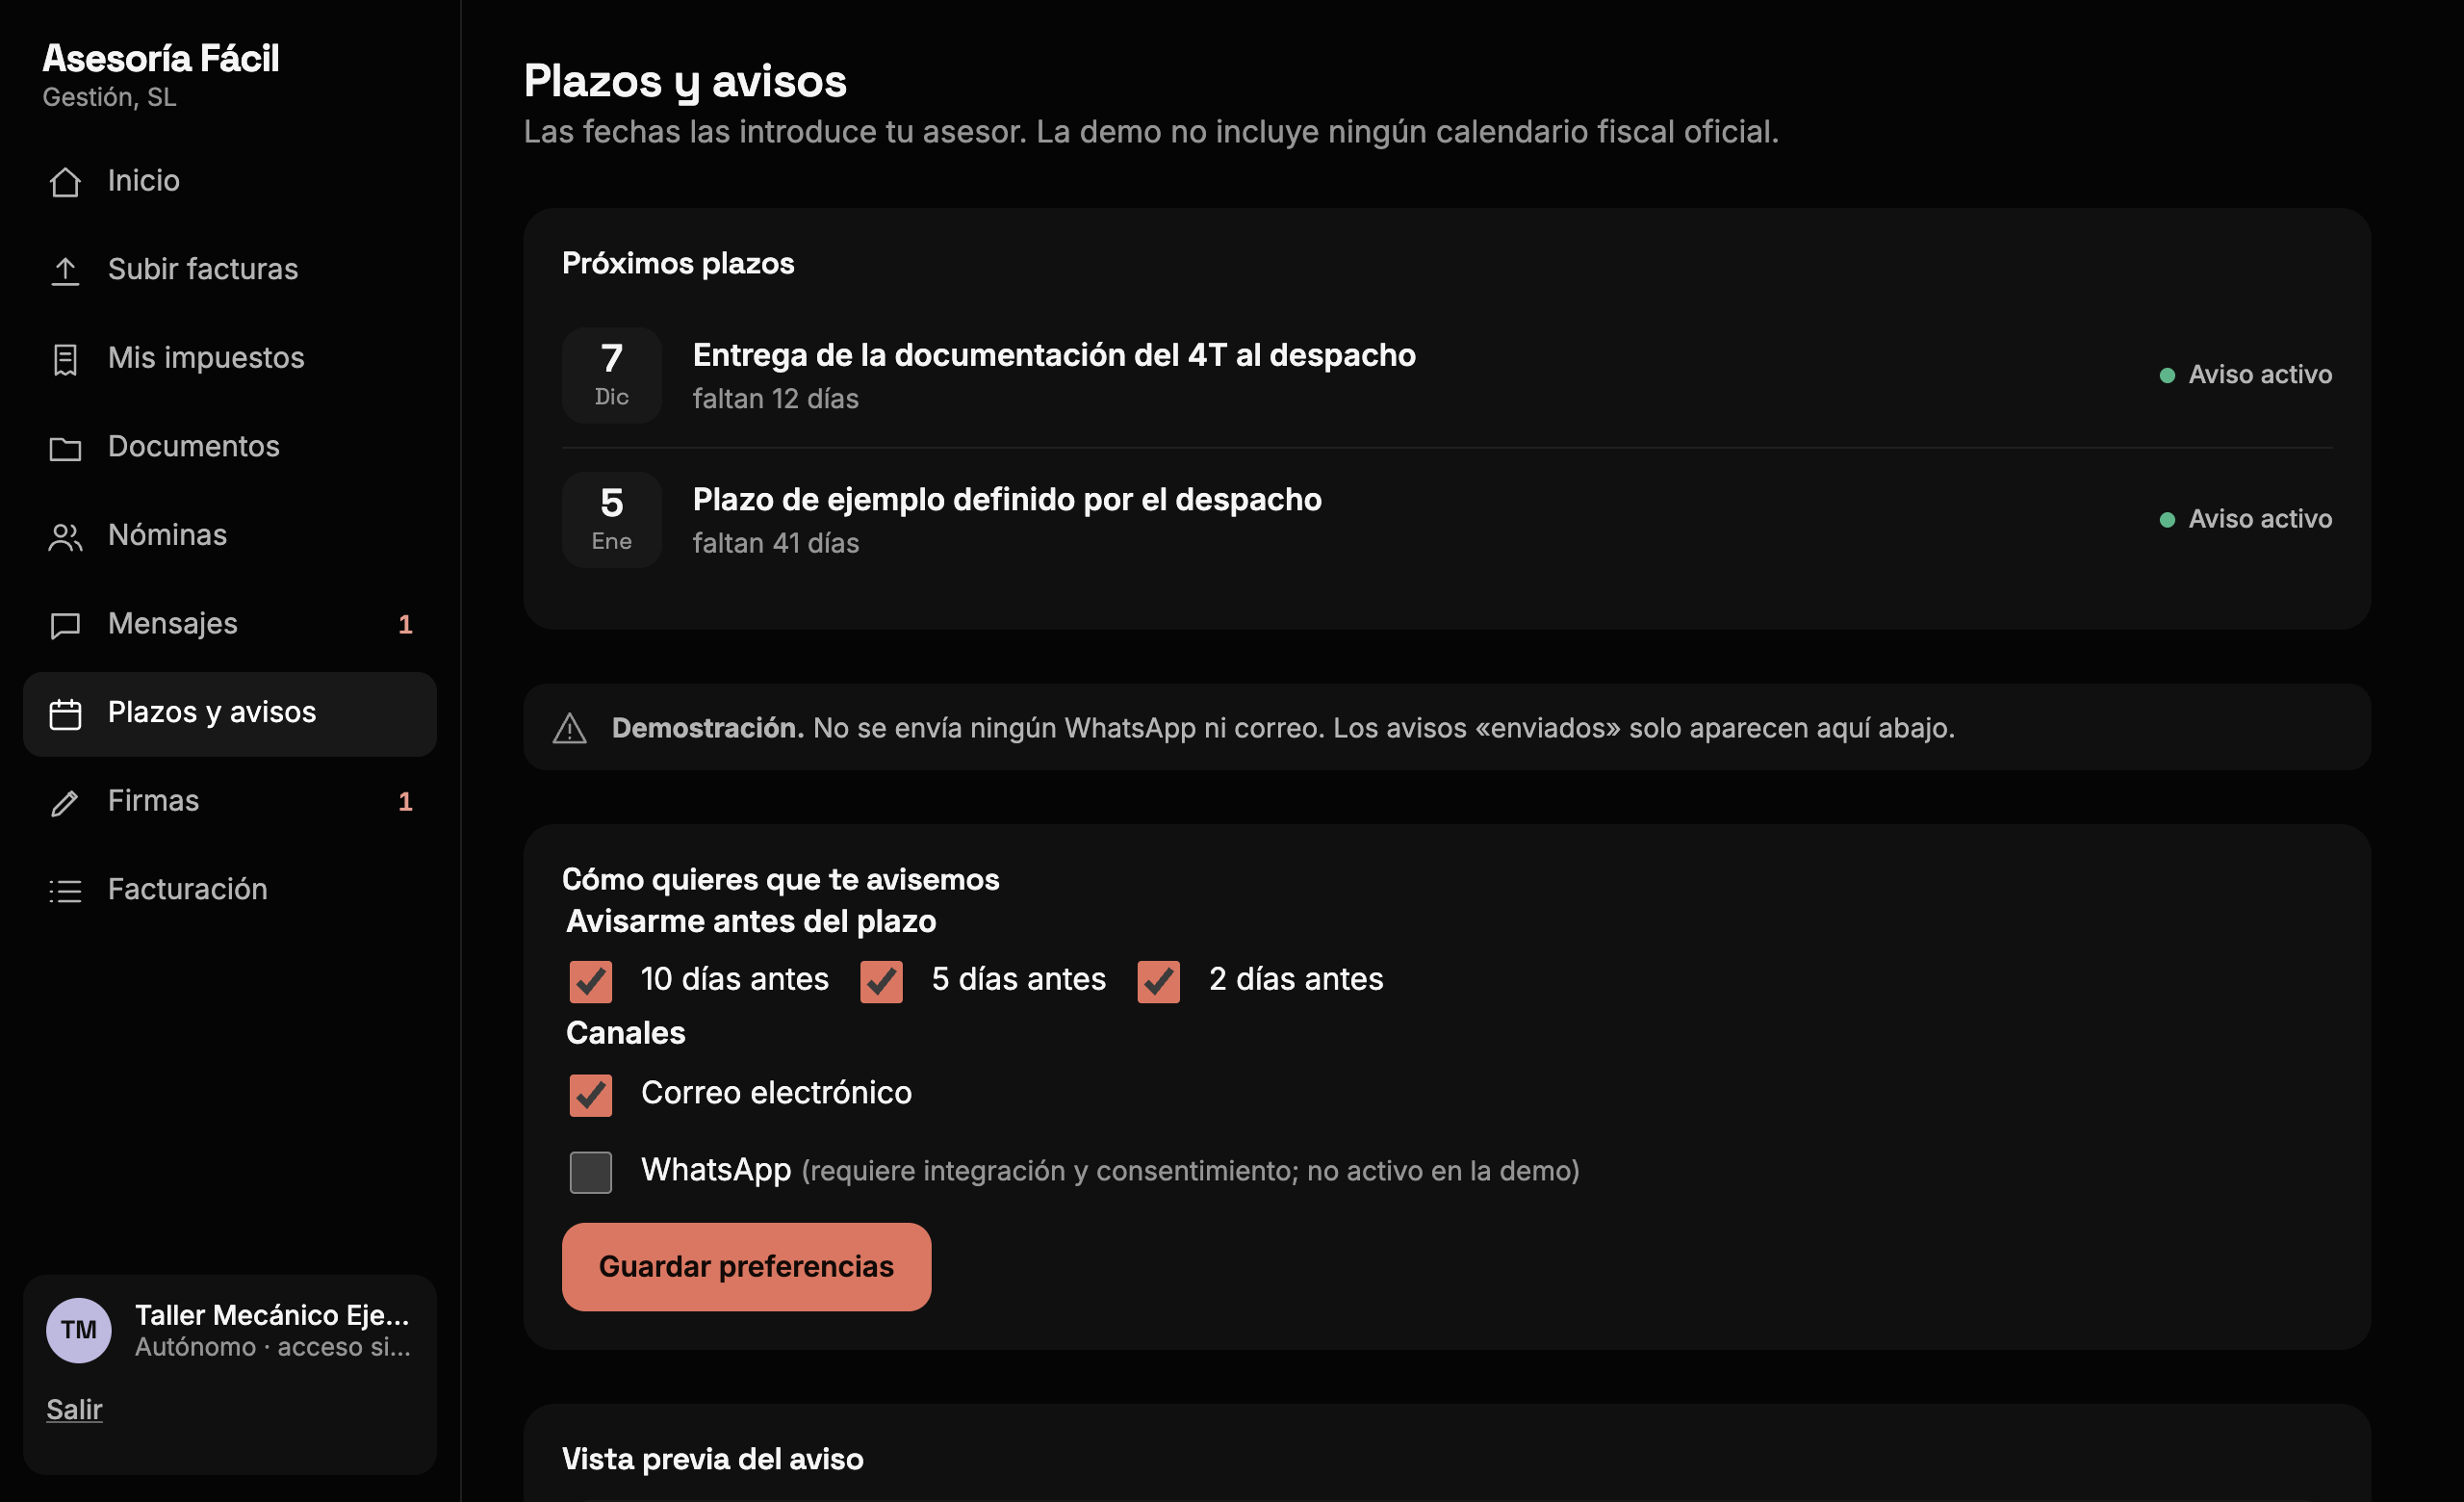 Asesoría Fácil
Gestión, SL
Inicio
Subir facturas
Mis impuestos
Documentos
Nóminas
Mensajes 1
Plazos y avisos
Firmas 1
Facturación
TM
Taller Mecánico Eje...
Autónomo · acceso si...
Salir
Plazos y avisos
Las fechas las introduce tu asesor. La demo no incluye ningún calendario fiscal oficial.
Próximos plazos
7
Dic
Entrega de la documentación del 4T al despacho
faltan 12 días
Aviso activo
5
Ene
Plazo de ejemplo definido por el despacho
faltan 41 días
Aviso activo
Demostración. No se envía ningún WhatsApp ni correo. Los avisos «enviados» solo aparecen aquí abajo.
Cómo quieres que te avisemos
Avisarme antes del plazo
10 días antes 5 días antes 2 días antes
Canales
Correo electrónico
WhatsApp (requiere integración y consentimiento; no activo en la demo)
Guardar preferencias
Vista previa del aviso